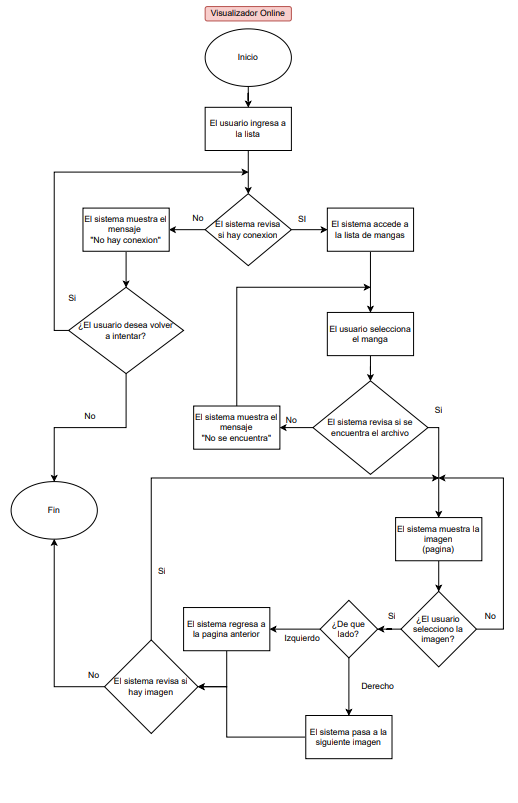 Visualizador Online
Inicio
El usuario ingresa a
la lista
El sistema revisa
si hay conexion
No
SI
El sistema muestra el
mensaje
"No hay conexion"
El sistema accede a
la lista de mangas
Si
¿El usuario desea volver
a intentar?
No
El usuario selecciona
el manga
El sistema revisa si se
encuentra el archivo
No
Si
El sistema muestra el
mensaje
"No se encuentra"
Fin
El sistema muestra la
imagen
(pagina)
¿El usuario
selecciono la
imagen?
No
Si
¿De que
lado?
Izquierdo
Derecho
El sistema regresa a
la pagina anterior
El sistema pasa a la
siguiente imagen
El sistema revisa si
hay imagen
Si
No